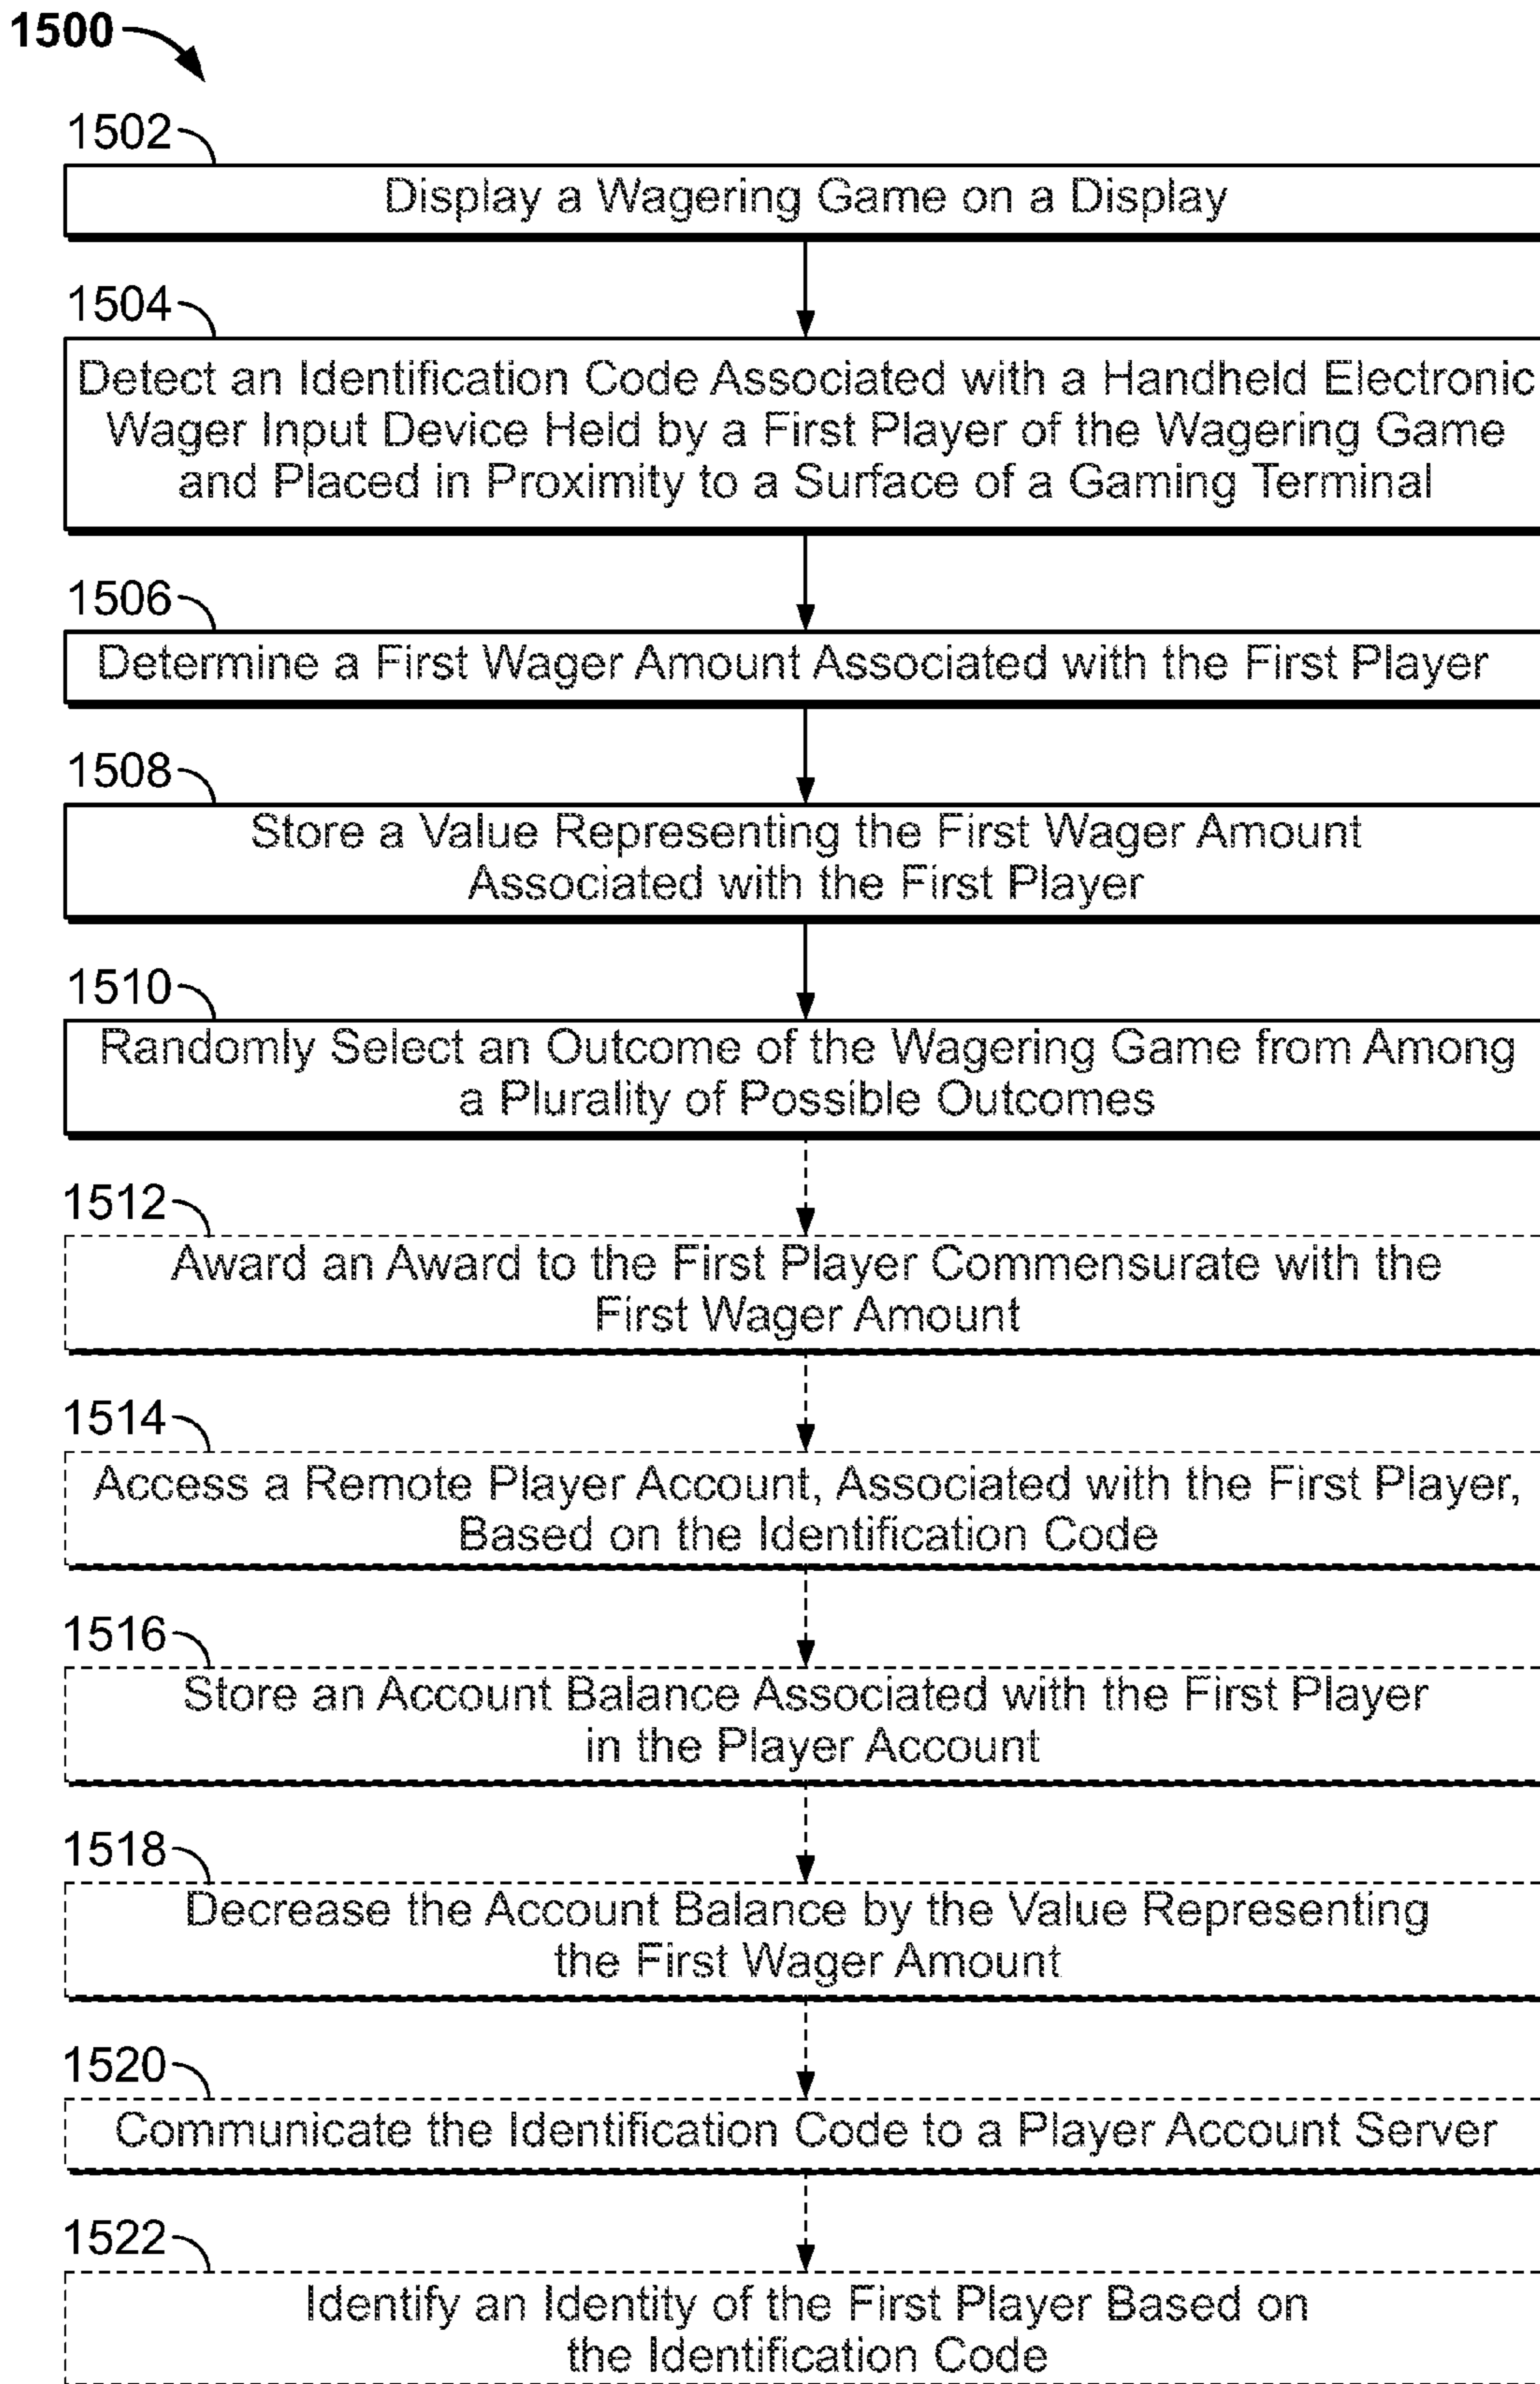 1500
1502
Display a Wagering Game on a Display
1504
Detect an Identification Code Associated with a Handheld Electronic
Wager Input Device Held by a First Player of the Wagering Game
and Placed in Proximity to a Surface of a Gaming Terminal
1506
Determine a First Wager Amount Associated with the First Player
1508
Store a Value Representing the First Wager Amount
Associated with the First Player
1510
Randomly Select an Outcome of the Wagering Game from Among
a Plurality of Possible Outcomes
1512
Award an Award to the First Player Commensurate with the
First Wager Amount
1514
Access a Remote Player Account, Associated with the First Player,
Based on the Identification Code
1516
Store an Account Balance Associated with the First Player
in the Player Account
1518
Decrease the Account Balance by the Value Representing
the First Wager Amount
1520
Communicate the Identification Code to a Player Account Server
1522
Identify an Identity of the First Player Based on
the Identification Code